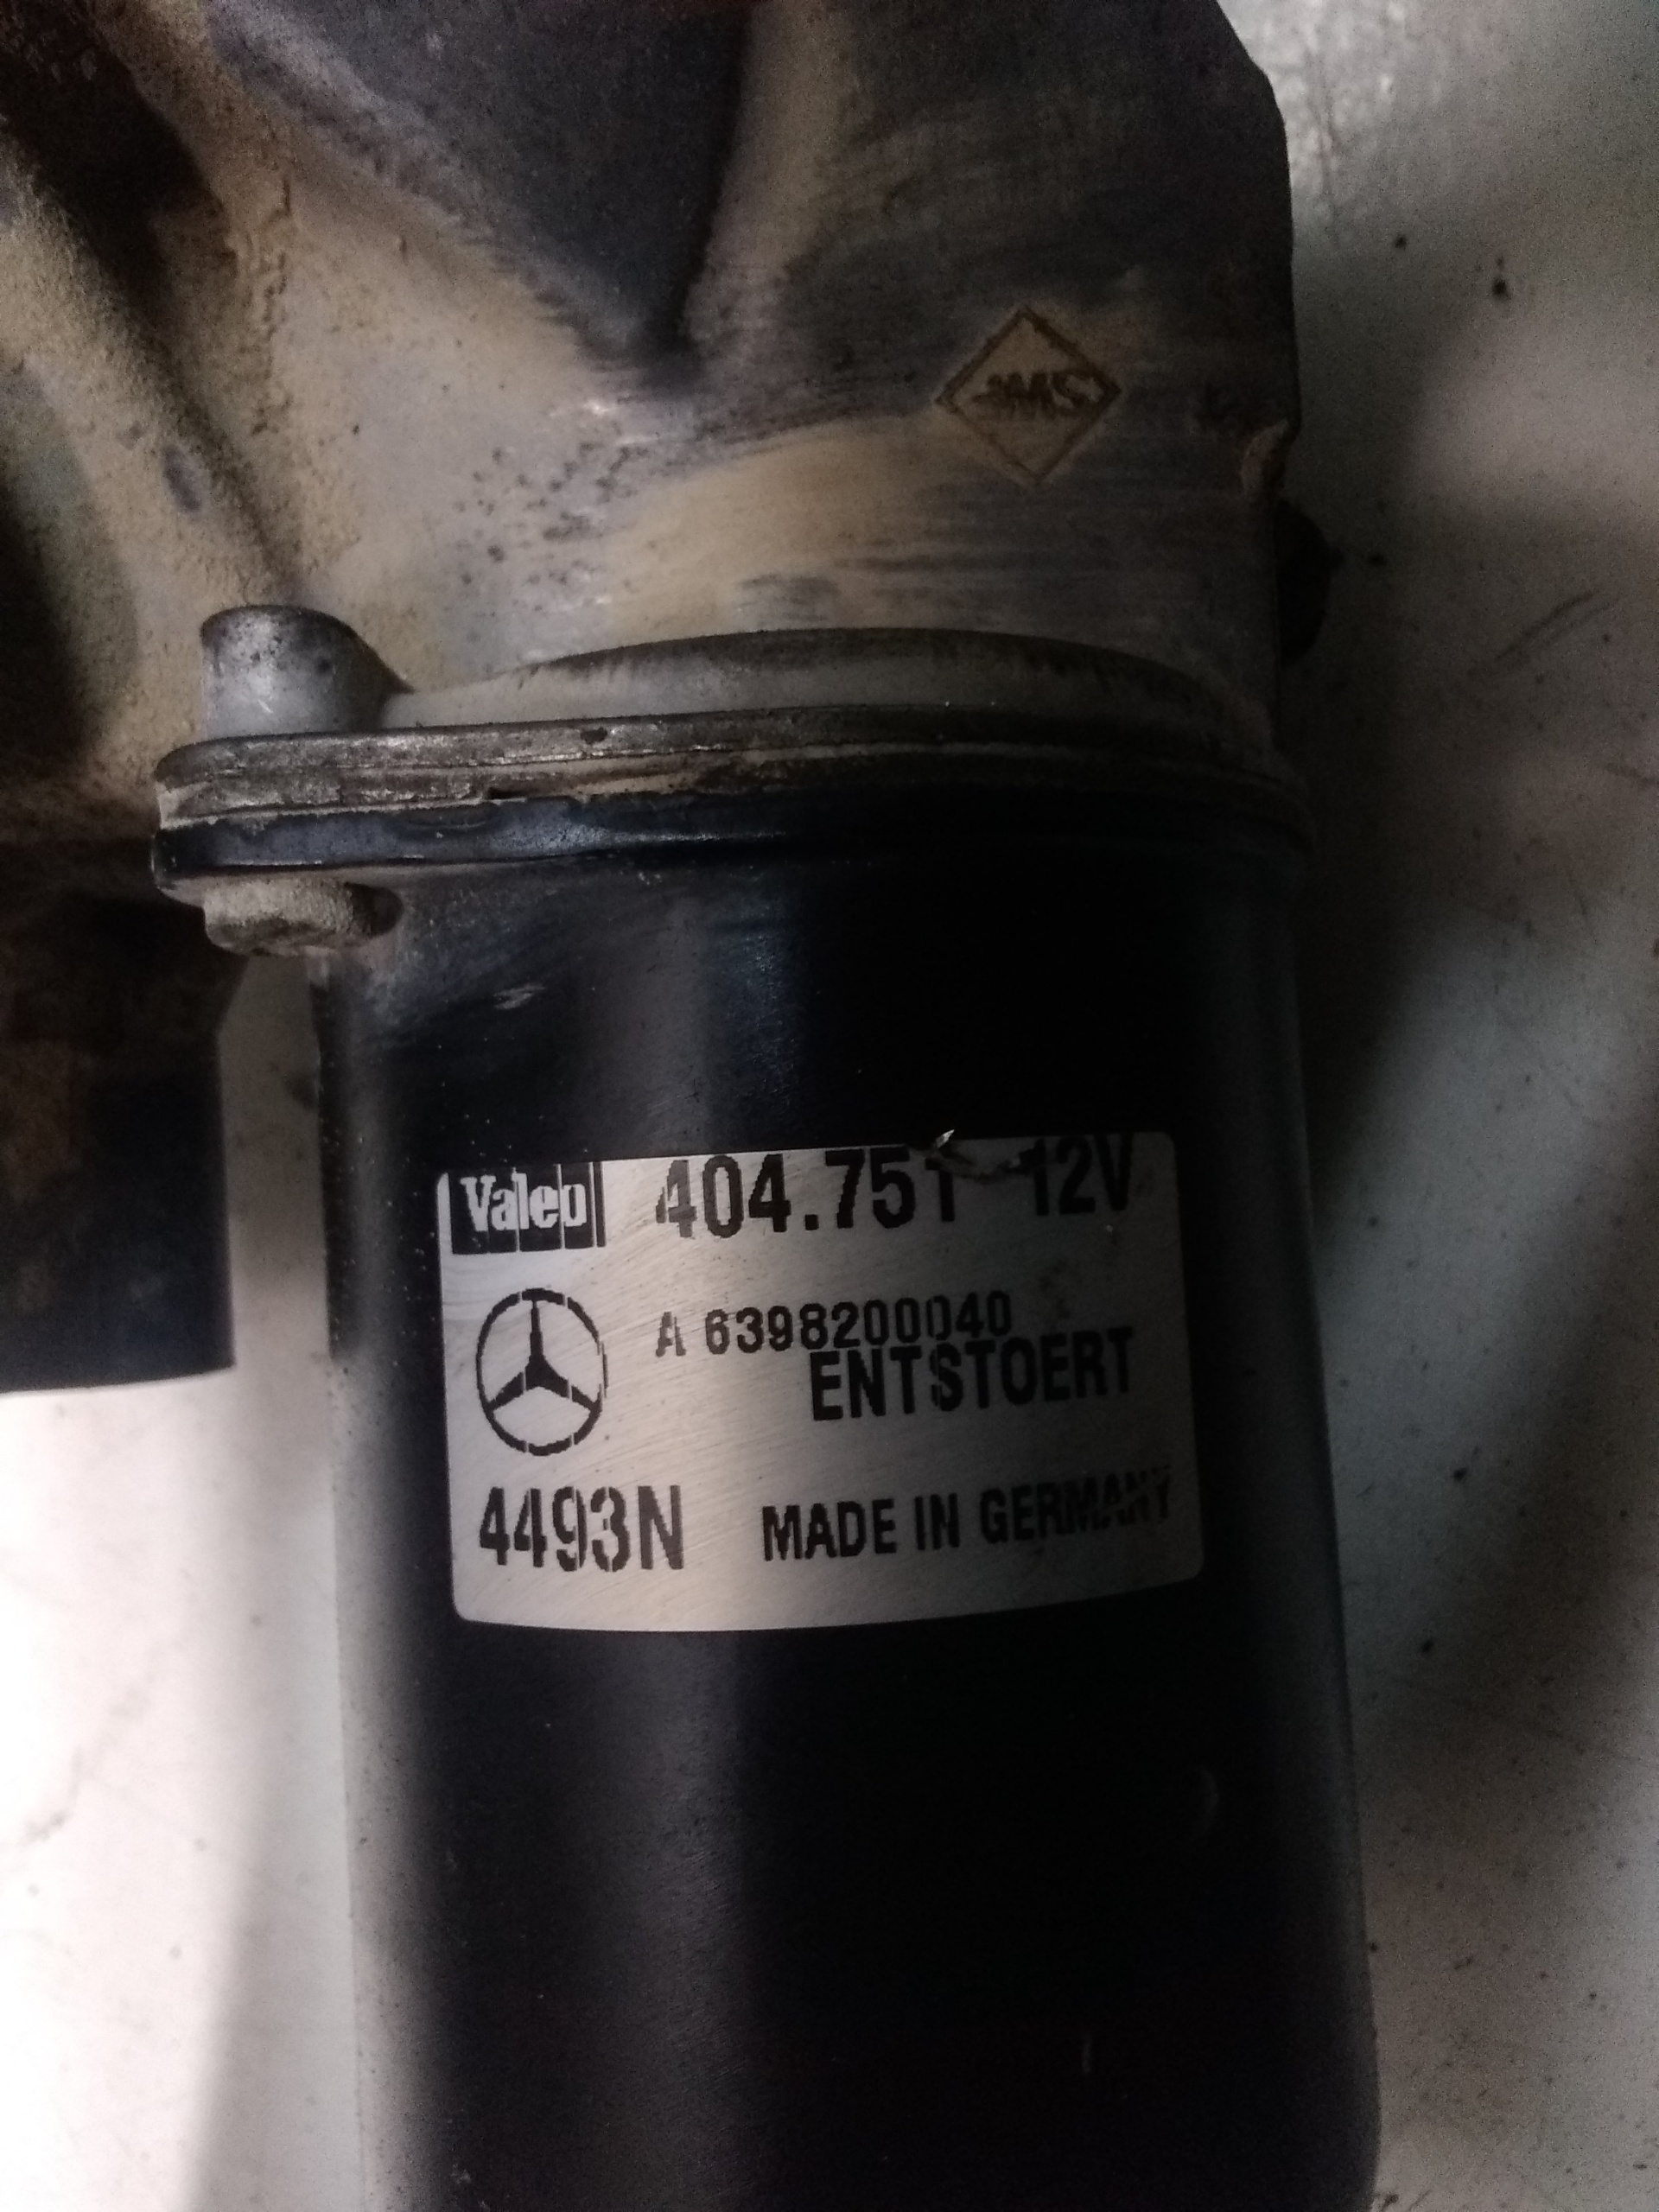 Valeo 404.751 12V
A 6398200040
ENTSTOERT
4493N MADE IN GERMANY